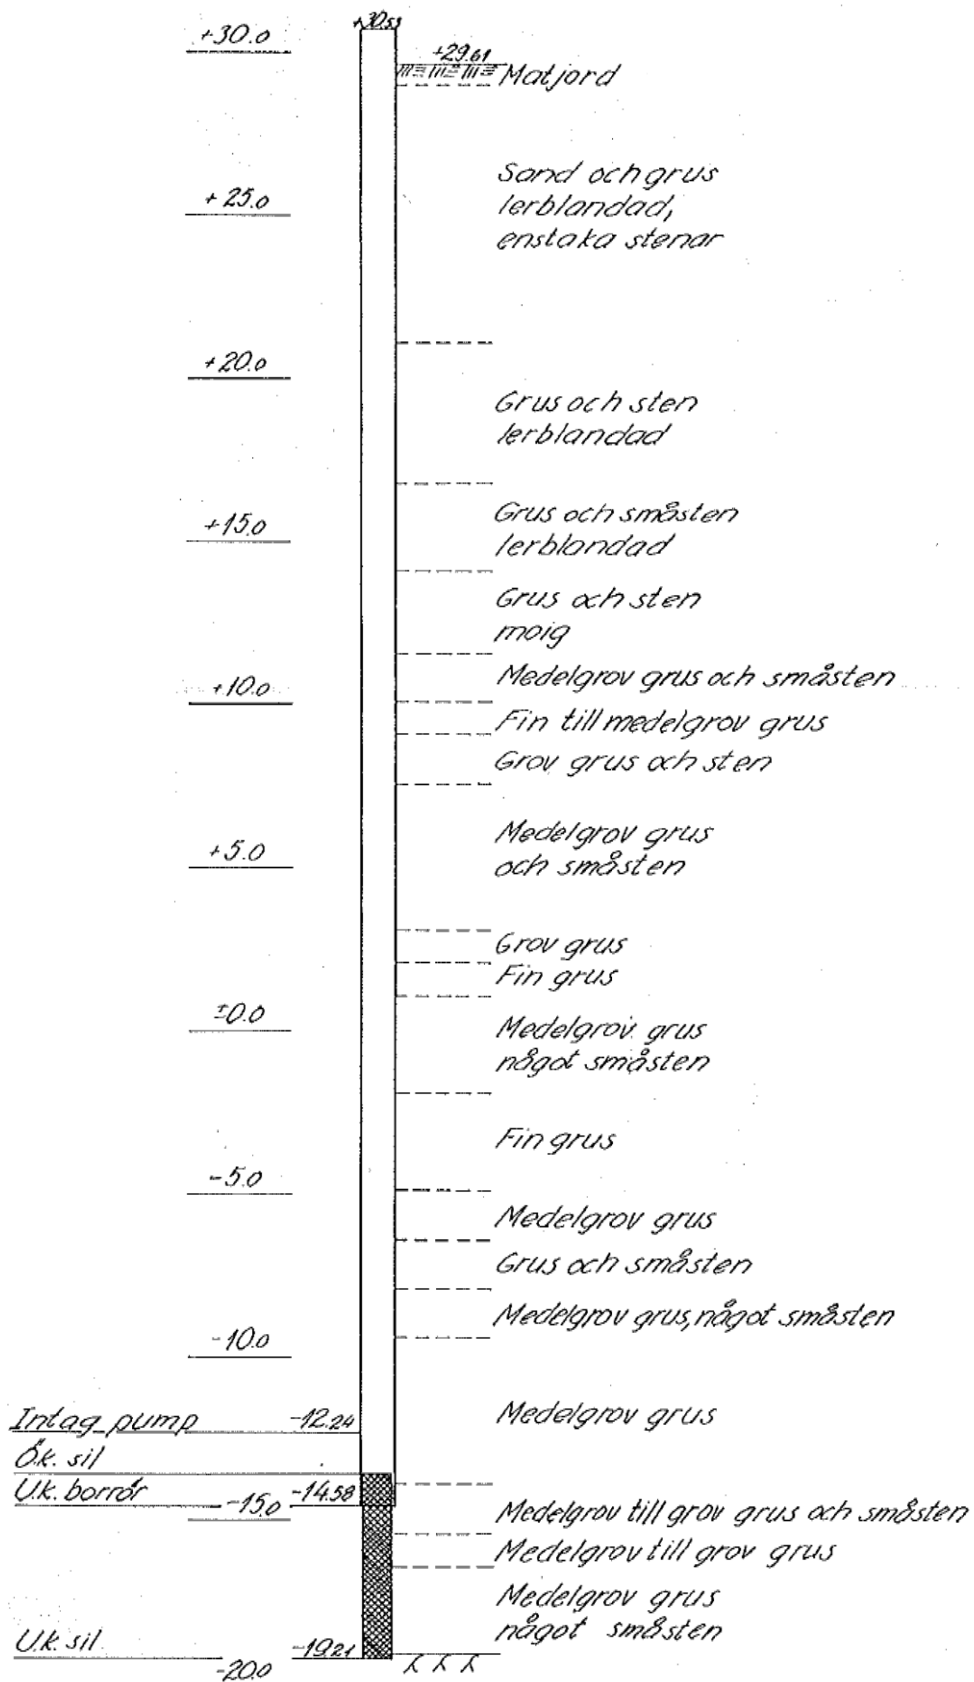 +30.53
+30.0
+29.61
Matjord
Sand och grus
lerblandad,
enstaka stenar
+25.0
+20.0
Grus och sten
lerblandad
Grus och småsten
+15.0
lerblandad
Grus och sten
moig
Medelgrov grus och småsten
+10.0
Fin till medelgrov grus
Grov grus och sten
Medelgrov grus
+5.0
och småsten
Grov grus
Fin grus
±0.0
Medelgrov grus
något småsten
Fin grus
-5.0
Medelgrov grus
Grus och småsten
Medelgrov grus, något småsten
-10.0
Medelgrov grus
Intag pump -12.24
Ö.k. sil
U.k. borrör -14.58
-15.0
Medelgrov till grov grus och småsten
Medelgrov till grov grus
Medelgrov grus
något småsten
U.k. sil -19.21
-20.0